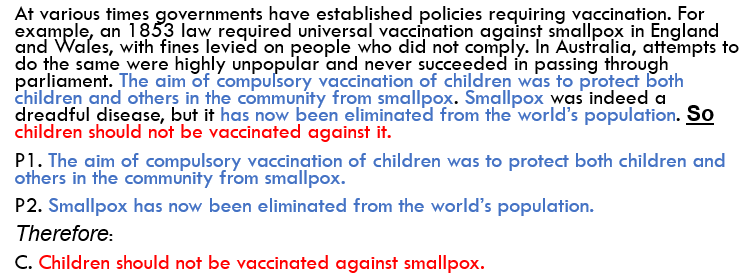 At various times governments have established policies requiring vaccination. For
example, an 1853 law required universal vaccination against smallpox in England
and Wales, with fines levied on people who did not comply. In Australia, attempts to
do the same were highly unpopular and never succeeded in passing through
parliament. The aim of compulsory vaccination of children was to protect both
children and others in the community from smallpox. Smallpox was indeed a
dreadful disease, but it has now been eliminated from the world's population. So
children should not be vaccinated against it.
P1. The aim of compulsory vaccination of children was to protect both children and
others in the community from smallpox.
P2. Smallpox has now been eliminated from the world's population.
Therefore:
C. Children should not be vaccinated against smallpox.